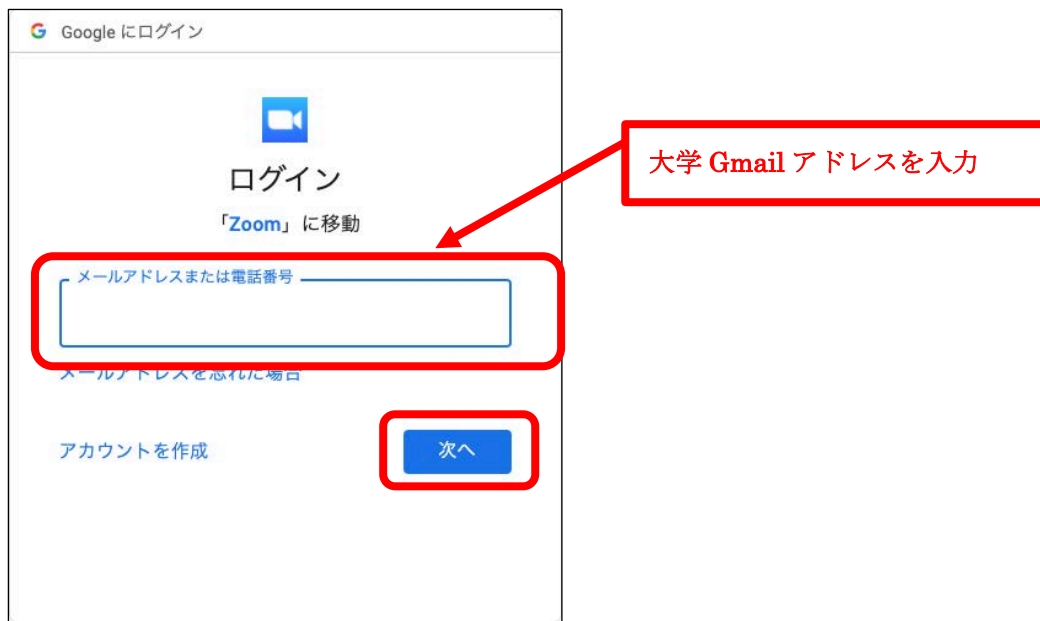 Google にログイン
ログイン
「Zoom」に移動
大学 Gmail アドレスを入力
メールアドレスまたは電話番号
メールアドレスを忘れた場合
アカウントを作成
次へ